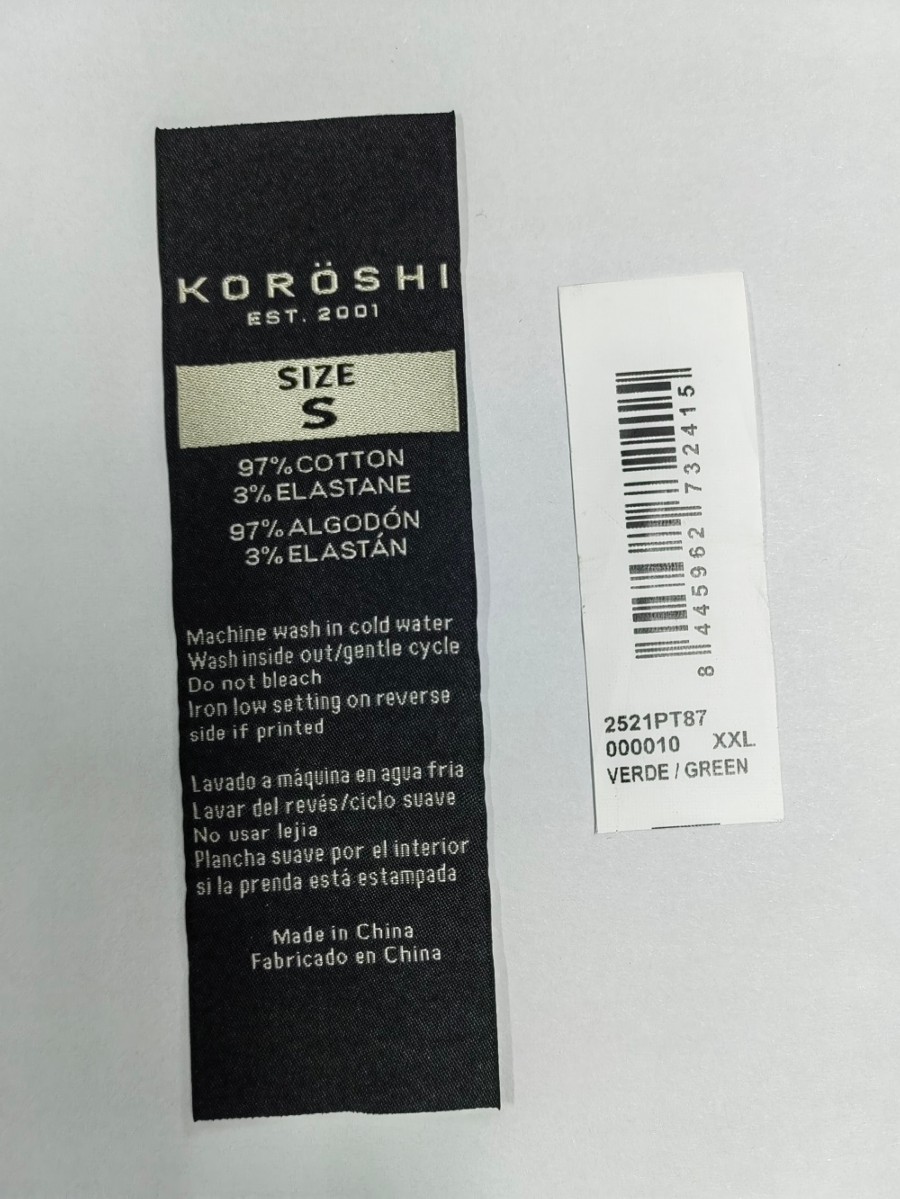 KORÖSHI
EST. 2001
SIZE
S
97% COTTON
3% ELASTANE
97% ALGODÓN
3% ELASTÁN
Machine wash in cold water
Wash inside out/gentle cycle
Do not bleach
Iron low setting on reverse
side if printed
Lavado a máquina en agua fria
Lavar del revés/ciclo suave
No usar lejia
Plancha suave por el interior
si la prenda está estampada
Made in China
Fabricado en China
8 445962 732415
2521PT87
000010 XXL
VERDE / GREEN